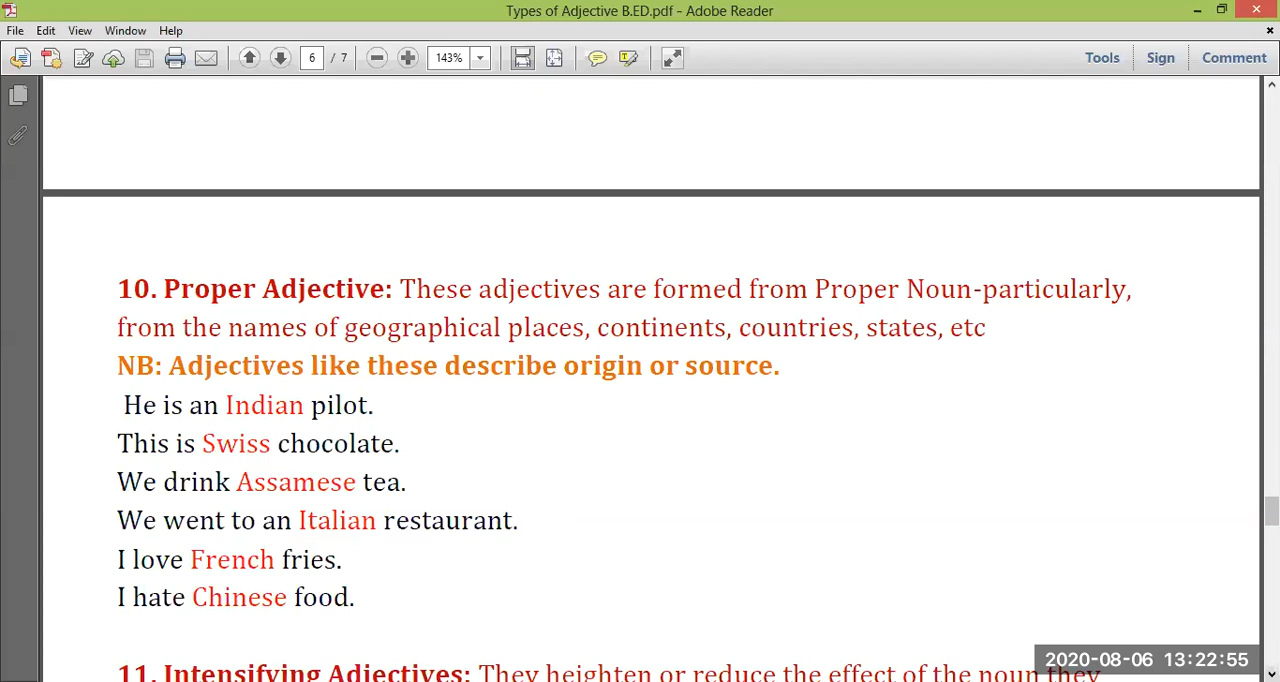 Types of Adjective B.ED.pdf - Adobe Reader
File Edit View Window Help
6 / 7 143% Tools Sign Comment
10. Proper Adjective: These adjectives are formed from Proper Noun-particularly,
from the names of geographical places, continents, countries, states, etc
NB: Adjectives like these describe origin or source.
He is an Indian pilot.
This is Swiss chocolate.
We drink Assamese tea.
We went to an Italian restaurant.
I love French fries.
I hate Chinese food.
11. Intensifying Adjectives: They heighten or reduce the effect of the noun they
2020-08-06 13:22:55